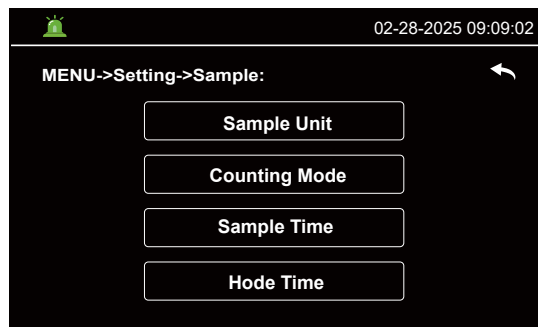 02-28-2025 09:09:02
MENU->Setting->Sample:
Sample Unit
Counting Mode
Sample Time
Hode Time